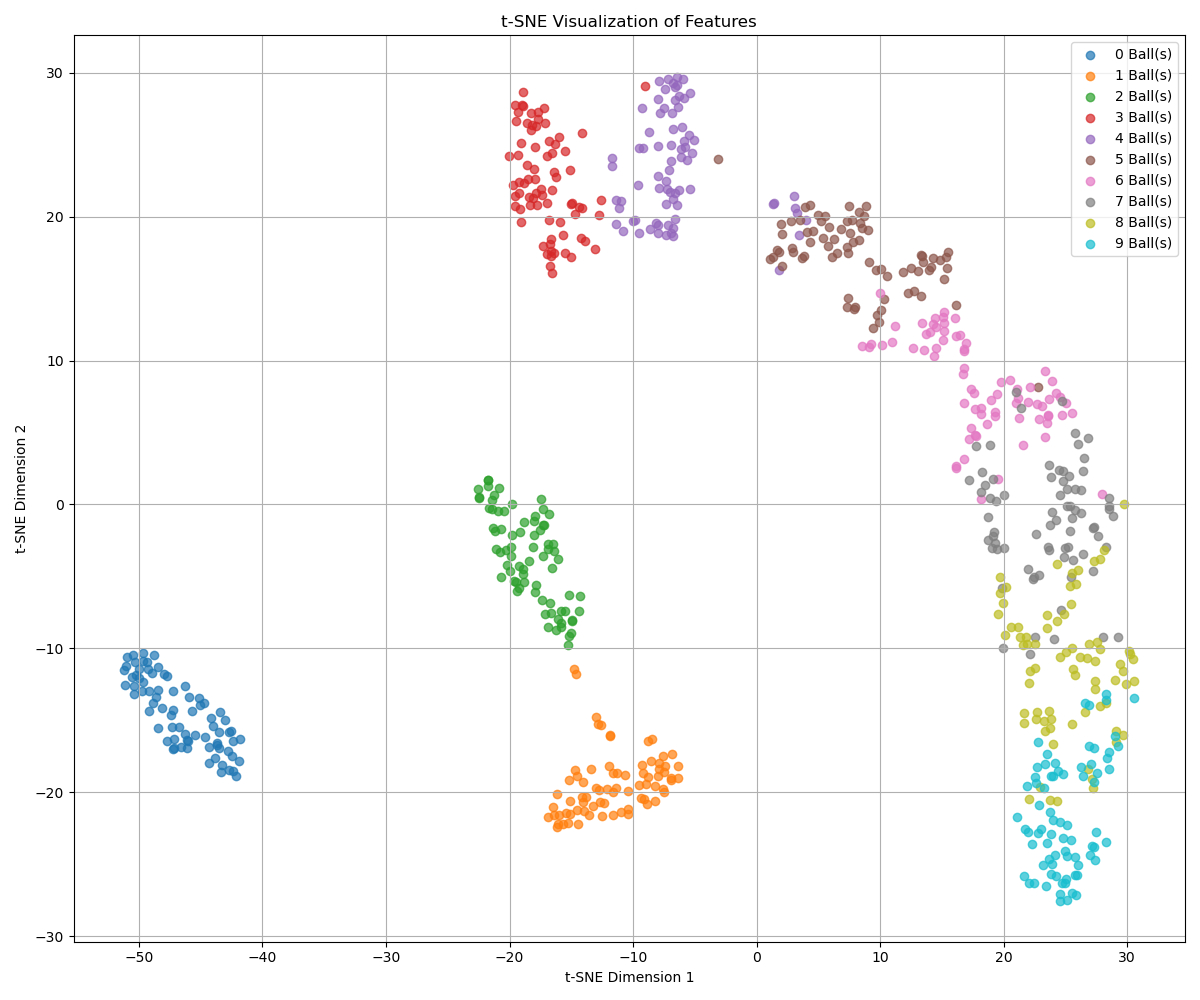 t-SNE Visualization of Features
t-SNE Dimension 2
30
20
10
0
−10
−20
−30
0 Ball(s)
1 Ball(s)
2 Ball(s)
3 Ball(s)
4 Ball(s)
5 Ball(s)
6 Ball(s)
7 Ball(s)
8 Ball(s)
9 Ball(s)
−50 −40 −30 −20 −10 0 10 20 30
t-SNE Dimension 1